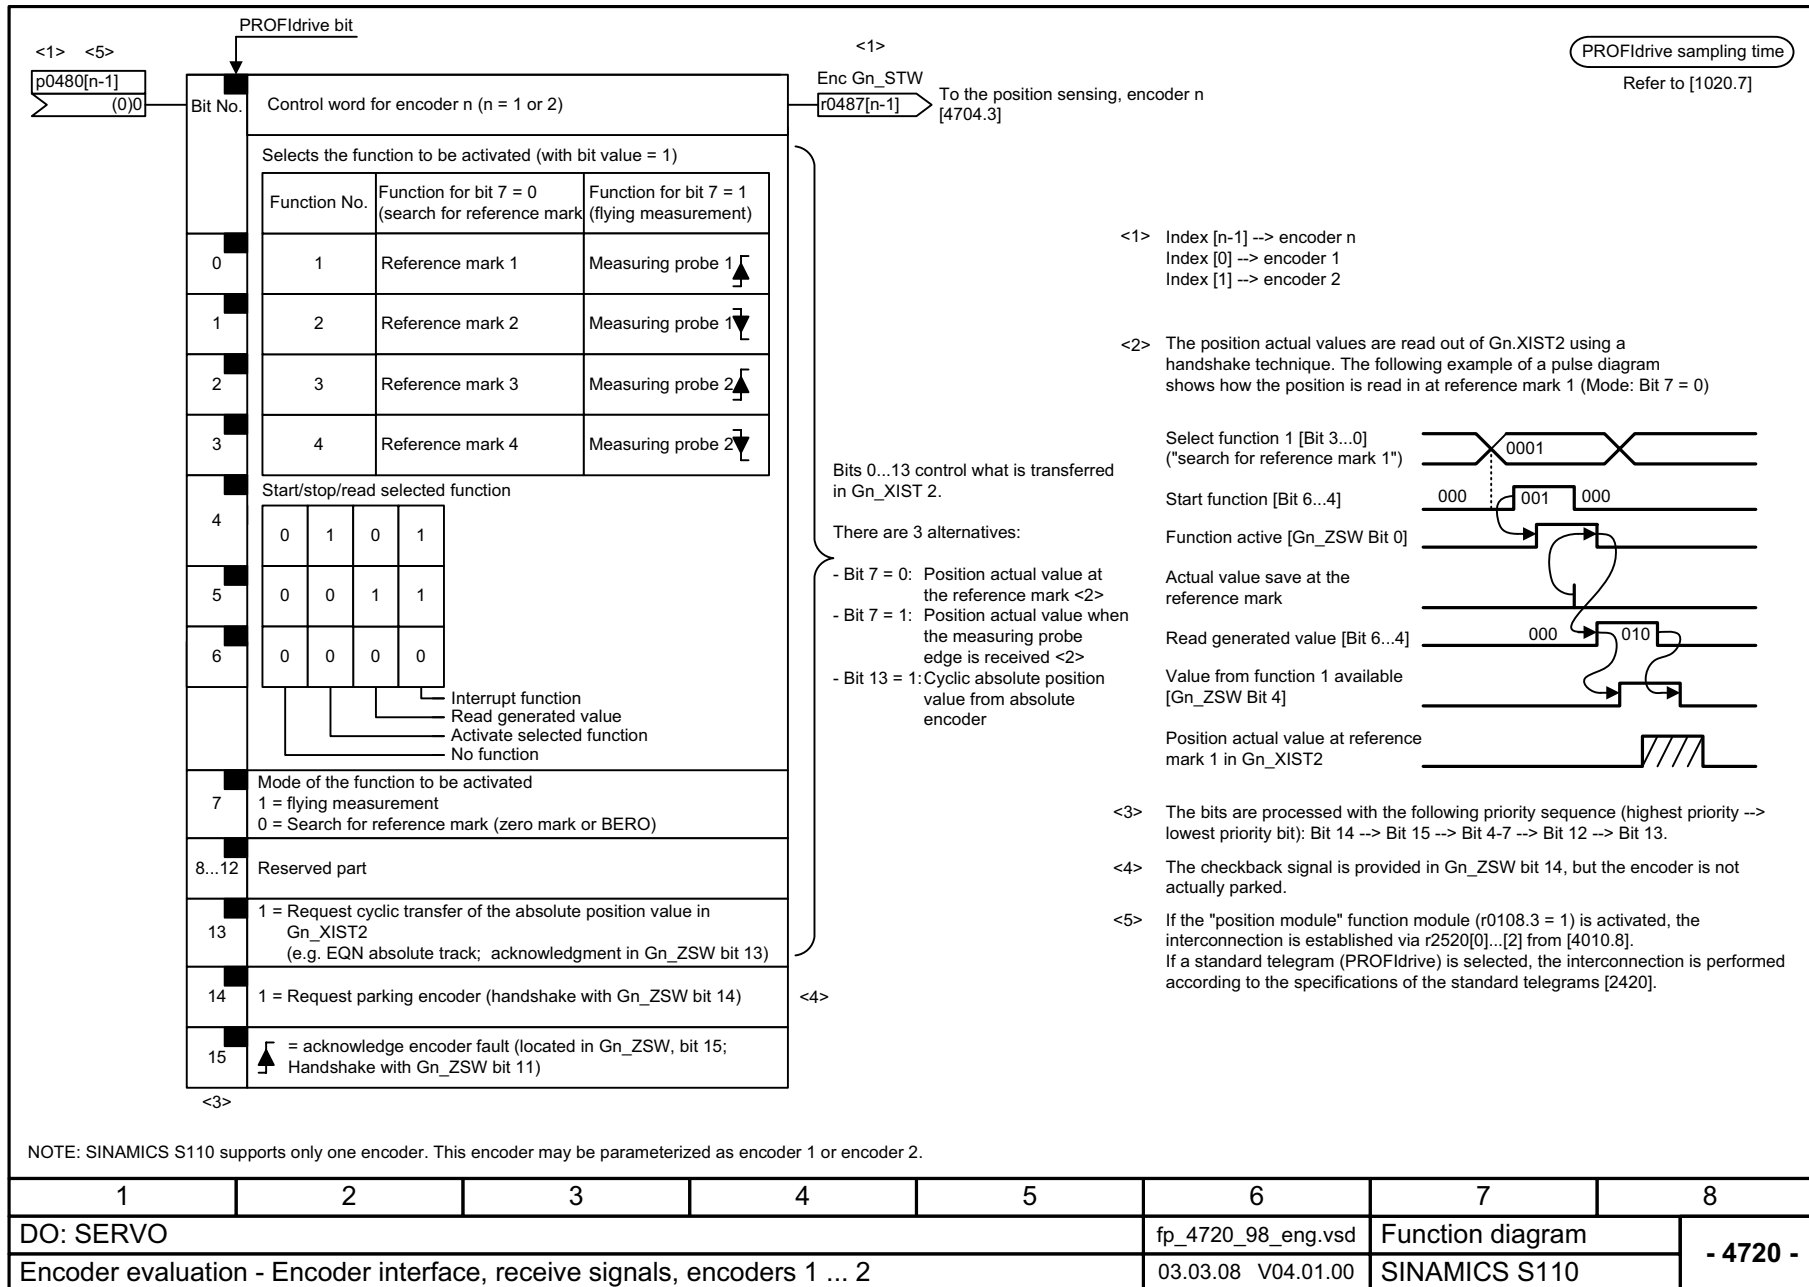 PROFIdrive bit
<1> <5>
p0480[n-1]
(0)0
Bit No.
Control word for encoder n (n = 1 or 2)
<1>
Enc Gn_STW
r0487[n-1]
To the position sensing, encoder n
[4704.3]
PROFIdrive sampling time
Refer to [1020.7]
Selects the function to be activated (with bit value = 1)
Function No.
Function for bit 7 = 0
(search for reference mark
Function for bit 7 = 1
(flying measurement)
0 1 Reference mark 1 Measuring probe 1
1 2 Reference mark 2 Measuring probe 1
2 3 Reference mark 3 Measuring probe 2
3 4 Reference mark 4 Measuring probe 2
Start/stop/read selected function
4 0 1 0 1
5 0 0 1 1
6 0 0 0 0
Interrupt function
Read generated value
Activate selected function
No function
7
Mode of the function to be activated
1 = flying measurement
0 = Search for reference mark (zero mark or BERO)
8...12 Reserved part
13
1 = Request cyclic transfer of the absolute position value in
Gn_XIST2
(e.g. EQN absolute track; acknowledgment in Gn_ZSW bit 13)
14 1 = Request parking encoder (handshake with Gn_ZSW bit 14) <4>
15
= acknowledge encoder fault (located in Gn_ZSW, bit 15;
Handshake with Gn_ZSW bit 11)
<3>
Bits 0...13 control what is transferred
in Gn_XIST 2.
There are 3 alternatives:
- Bit 7 = 0: Position actual value at
the reference mark <2>
- Bit 7 = 1: Position actual value when
the measuring probe
edge is received <2>
- Bit 13 = 1: Cyclic absolute position
value from absolute
encoder
<1> Index [n-1] --> encoder n
Index [0] --> encoder 1
Index [1] --> encoder 2
<2> The position actual values are read out of Gn.XIST2 using a
handshake technique. The following example of a pulse diagram
shows how the position is read in at reference mark 1 (Mode: Bit 7 = 0)
Select function 1 [Bit 3...0]
("search for reference mark 1")
0001
Start function [Bit 6...4]
000 001 000
Function active [Gn_ZSW Bit 0]
Actual value save at the
reference mark
Read generated value [Bit 6...4]
000 010
Value from function 1 available
[Gn_ZSW Bit 4]
Position actual value at reference
mark 1 in Gn_XIST2
<3> The bits are processed with the following priority sequence (highest priority -->
lowest priority bit): Bit 14 --> Bit 15 --> Bit 4-7 --> Bit 12 --> Bit 13.
<4> The checkback signal is provided in Gn_ZSW bit 14, but the encoder is not
actually parked.
<5> If the "position module" function module (r0108.3 = 1) is activated, the
interconnection is established via r2520[0]...[2] from [4010.8].
If a standard telegram (PROFIdrive) is selected, the interconnection is performed
according to the specifications of the standard telegrams [2420].
NOTE: SINAMICS S110 supports only one encoder. This encoder may be parameterized as encoder 1 or encoder 2.
1 2 3 4 5 6 7 8
DO: SERVO
fp_4720_98_eng.vsd
Function diagram
- 4720 -
Encoder evaluation - Encoder interface, receive signals, encoders 1 ... 2
03.03.08 V04.01.00
SINAMICS S110